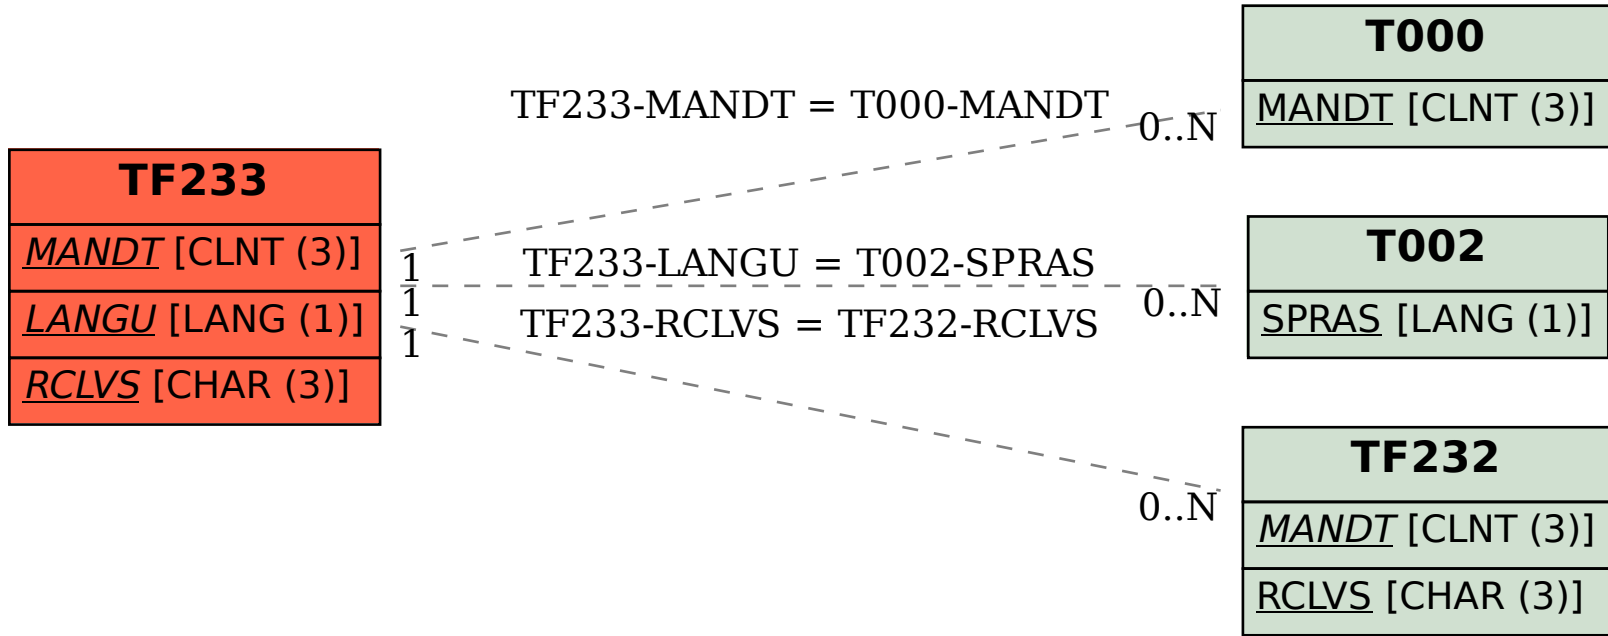 TF233
MANDT [CLNT (3)]
LANGU [LANG (1)]
RCLVS [CHAR (3)]
TF233-MANDT = T000-MANDT
0..N
1
TF233-LANGU = T002-SPRAS
1
0..N
TF233-RCLVS = TF232-RCLVS
1
0..N
T000
MANDT [CLNT (3)]
T002
SPRAS [LANG (1)]
TF232
MANDT [CLNT (3)]
RCLVS [CHAR (3)]